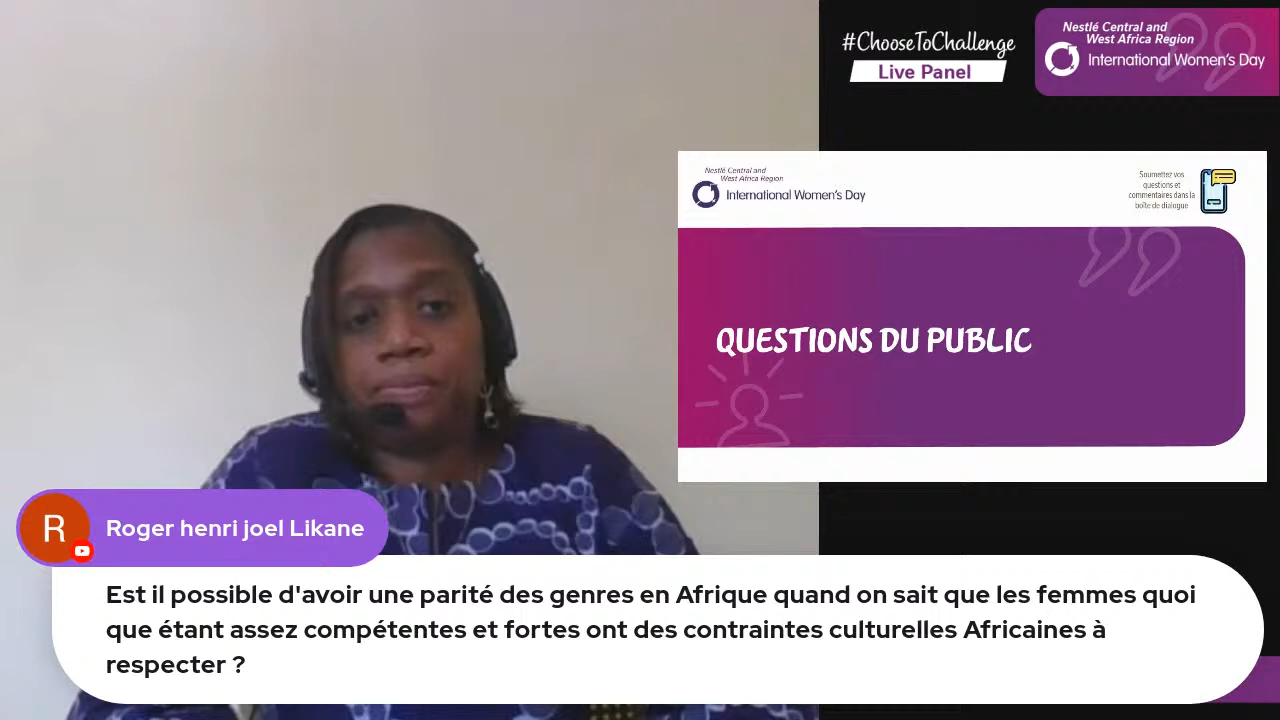 #ChooseToChallenge
Live Panel
Nestlé Central and
West Africa Region
International Women's Day
Nestlé Central and
West Africa Region
International Women's Day
Soumettez vos
questions et
commentaires dans la
boîte de dialogue
QUESTIONS DU PUBLIC
R
Roger henri joel Likane
Est il possible d'avoir une parité des genres en Afrique quand on sait que les femmes quoi
que étant assez compétentes et fortes ont des contraintes culturelles Africaines à
respecter ?